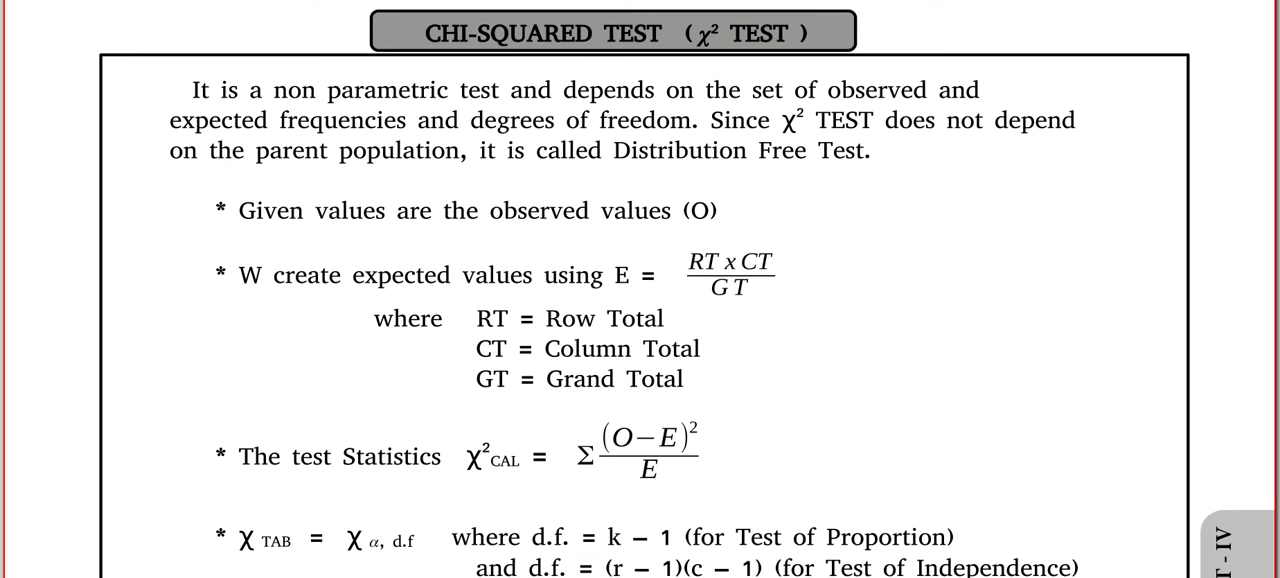 CHI-SQUARED TEST ( χ² TEST )
It is a non parametric test and depends on the set of observed and
expected frequencies and degrees of freedom. Since χ² TEST does not depend
on the parent population, it is called Distribution Free Test.
* Given values are the observed values (O)
* W create expected values using E = RT x CT / G T
where RT = Row Total
CT = Column Total
GT = Grand Total
* The test Statistics χ²CAL = Σ (O−E)² / E
* χ TAB = χ α, d.f where d.f. = k − 1 (for Test of Proportion)
and d.f. = (r − 1)(c − 1) (for Test of Independence)
T - IV